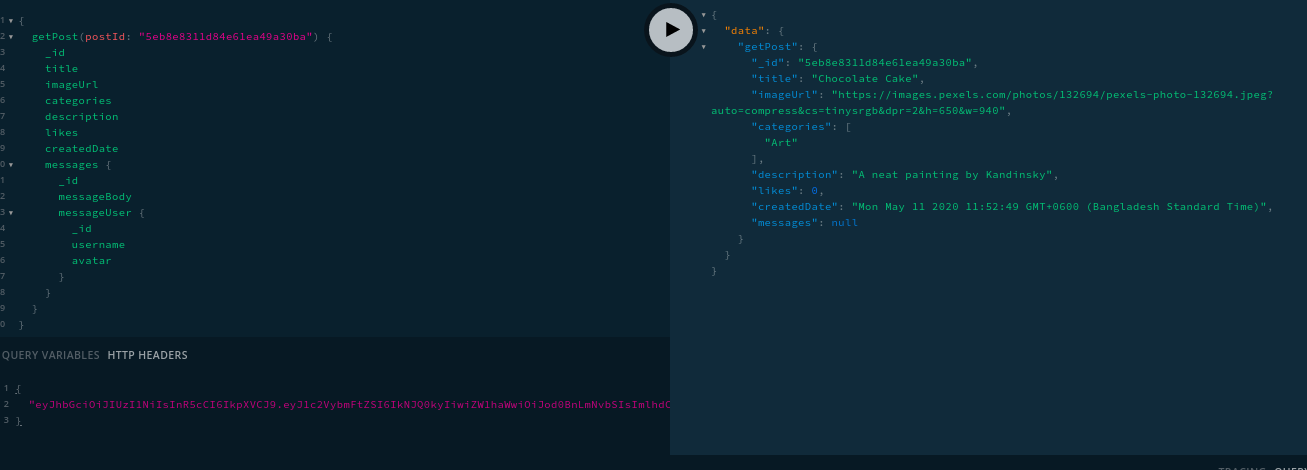 1 {
2 getPost(postId: "5eb8e8311d84e61ea49a30ba") {
3 _id
4 title
5 imageUrl
6 categories
7 description
8 likes
9 createdDate
0 messages {
1 _id
2 messageBody
3 messageUser {
4 _id
5 username
6 avatar
7 }
8 }
9 }
0 }
QUERY VARIABLES HTTP HEADERS
1 {
2 "eyJhbGciOiJIUzI1NiIsInR5cCI6IkpXVCJ9.eyJ1c2VybmFtZSI6IkNJQ0kyIiwiZW1haWwiOiJod0BnLmNvbSIsImlhdC
3 }
{
"data": {
"getPost": {
"_id": "5eb8e8311d84e61ea49a30ba",
"title": "Chocolate Cake",
"imageUrl": "https://images.pexels.com/photos/132694/pexels-photo-132694.jpeg?
auto=compress&cs=tinysrgb&dpr=2&h=650&w=940",
"categories": [
"Art"
],
"description": "A neat painting by Kandinsky",
"likes": 0,
"createdDate": "Mon May 11 2020 11:52:49 GMT+0600 (Bangladesh Standard Time)",
"messages": null
}
}
}